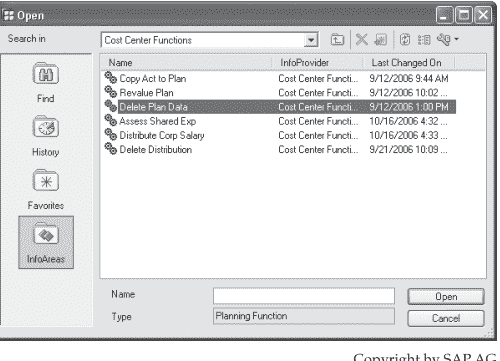 Open
Search in
Cost Center Functions
Find
History
Favorites
InfoAreas
Name InfoProvider Last Changed On
Copy Act to Plan Cost Center Functi... 9/12/2006 9:44 AM
Revalue Plan Cost Center Functi... 9/12/2006 10:02 ...
Delete Plan Data Cost Center Functi... 9/12/2006 1:00 PM
Assess Shared Exp Cost Center Functi... 10/16/2006 4:32 ...
Distribute Corp Salary Cost Center Functi... 10/16/2006 4:33 ...
Delete Distribution Cost Center Functi... 9/21/2006 10:09 ...
Name
Open
Type Planning Function
Cancel
Copyright by SAP AG